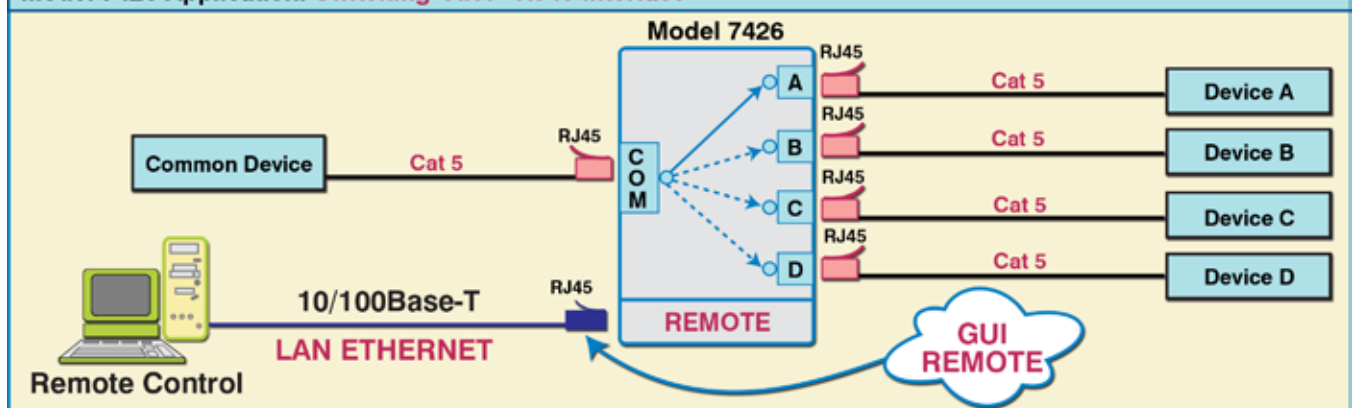 Model 7426
RJ45
A
Cat 5
Device A
RJ45
B
Cat 5
Device B
RJ45
Common Device
Cat 5
COM
RJ45
C
Cat 5
Device C
RJ45
D
Cat 5
Device D
10/100Base-T
RJ45
LAN ETHERNET
REMOTE
GUI
REMOTE
Remote Control